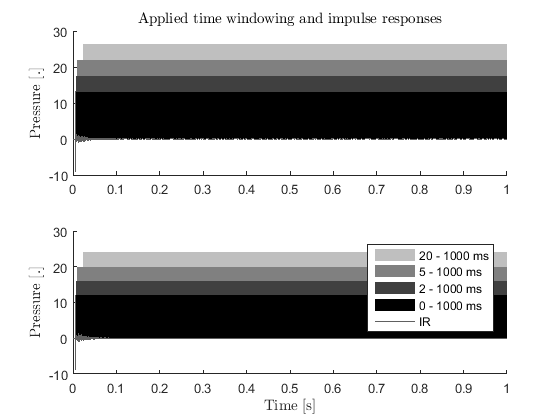 Applied time windowing and impulse responses
30
20
10
0
-10
Pressure [.]
0 0.1 0.2 0.3 0.4 0.5 0.6 0.7 0.8 0.9 1
30
20
10
0
-10
Pressure [.]
20 - 1000 ms
5 - 1000 ms
2 - 1000 ms
0 - 1000 ms
IR
0 0.1 0.2 0.3 0.4 0.5 0.6 0.7 0.8 0.9 1
Time [s]